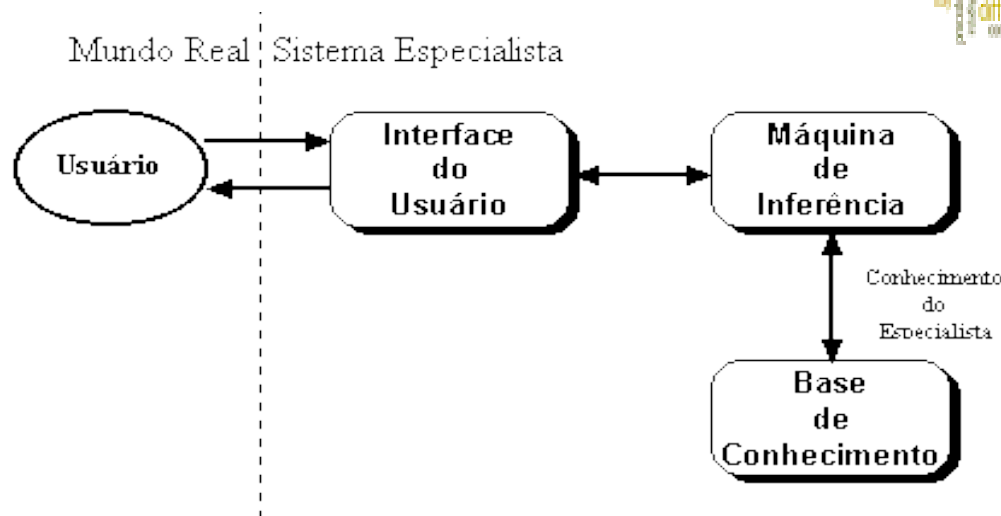 Mundo Real
Sistema Especialista
Usuário
Interface
do
Usuário
Máquina
de
Inferência
Conhecimento
do
Especialista
Base
de
Conhecimento